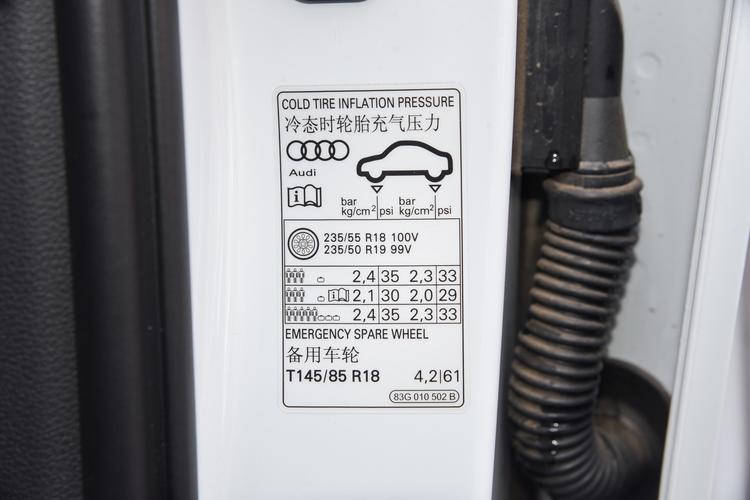 COLD TIRE INFLATION PRESSURE
冷态时轮胎充气压力
Audi
bar kg/cm² psi bar kg/cm² psi
235/55 R18 100V
235/50 R19 99V
2,4 35 2,3 33
2,1 30 2,0 29
2,4 35 2,3 33
EMERGENCY SPARE WHEEL
备用车轮
T145/85 R18 4,2|61
83G 010 502 B